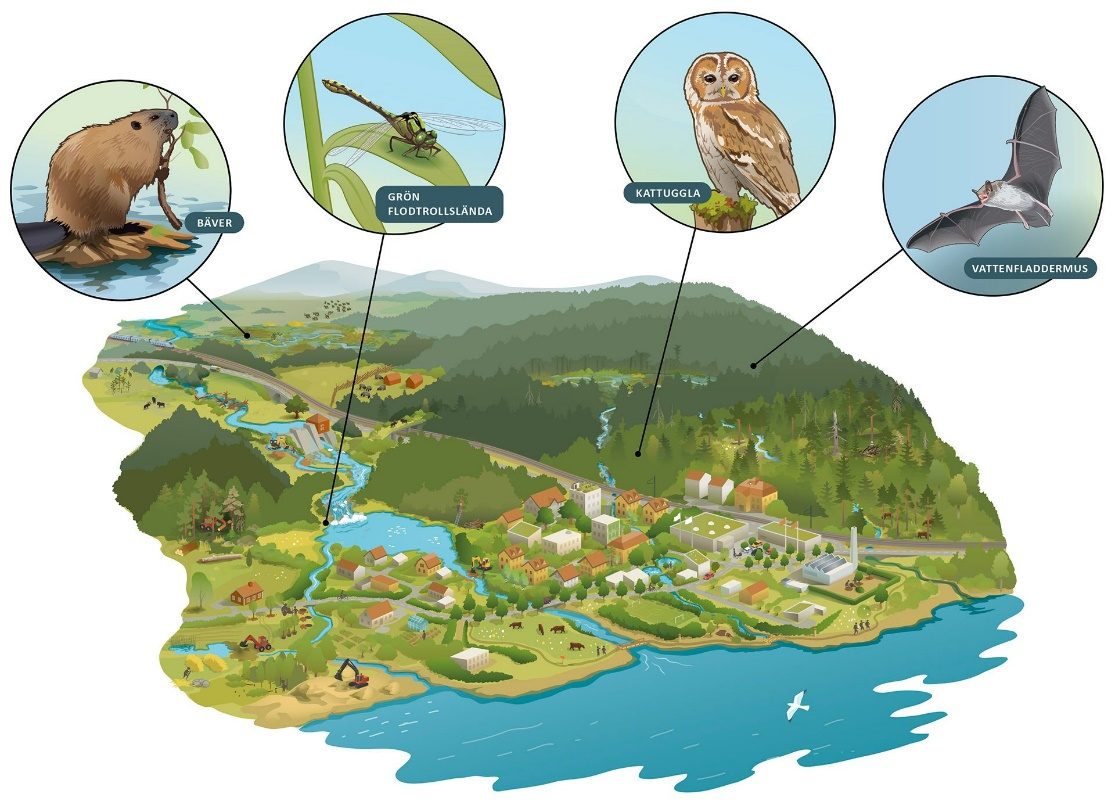 BÄVER
GRÖN
FLODTROLLSLÄNDA
KATTUGGLA
VATTENFLADDERMUS